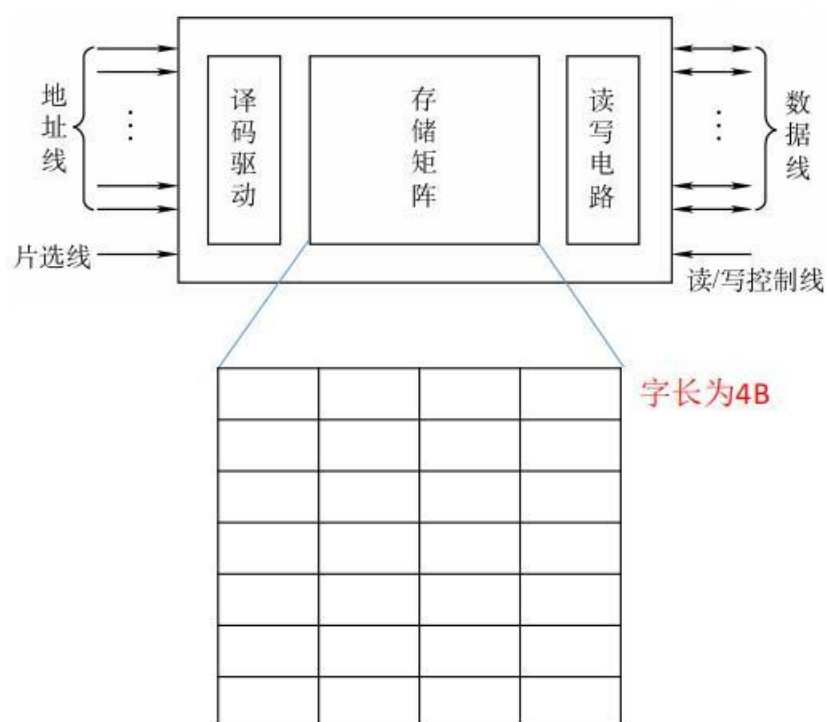 地址线
片选线
译码驱动
存储矩阵
读写电路
数据线
读/写控制线
字长为4B